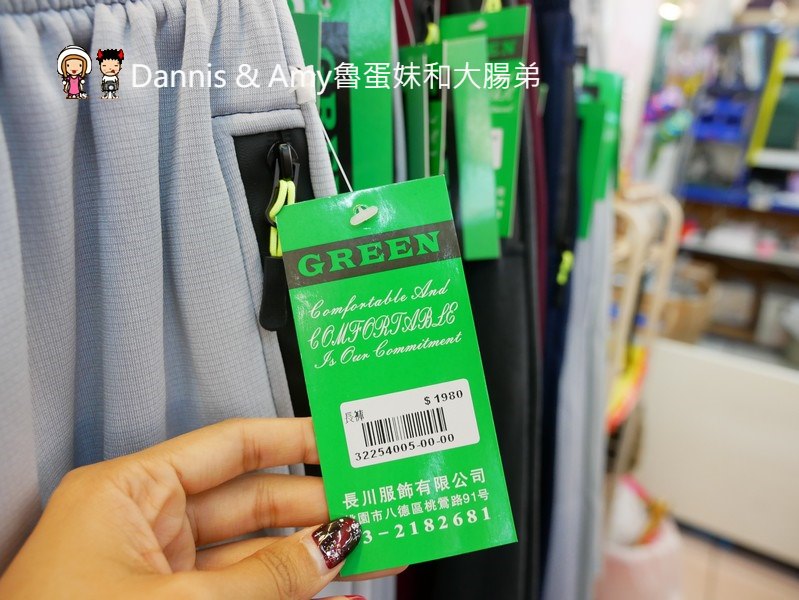 Dannis & Amy魯蛋妹和大腸弟
GREEN
GREEN
Comfortable And
COMFORTABLE
Is Our Commitment
長褲 $1980
32254005-00-00
長川服飾有限公司
園市八德區桃鶯路91號
3-2182681